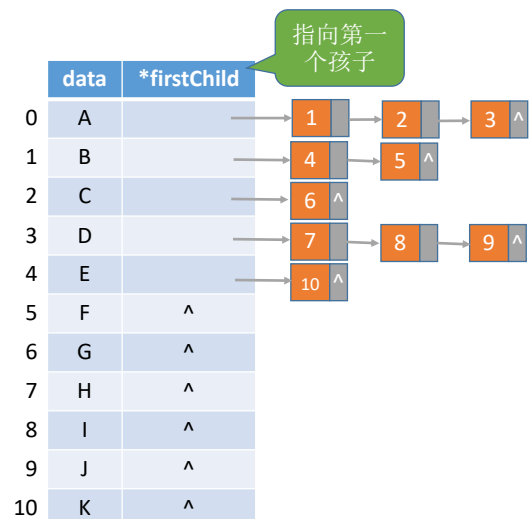 指向第一
个孩子
data *firstChild
0 A 1 2 3 ^
1 B 4 5 ^
2 C 6 ^
3 D 7 8 9 ^
4 E 10 ^
5 F ^
6 G ^
7 H ^
8 I ^
9 J ^
10 K ^